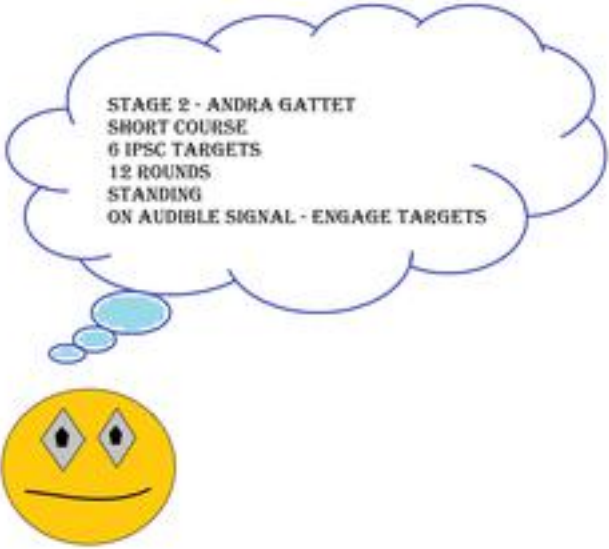 STAGE 2 - ANDRA GATTET
SHORT COURSE
6 IPSC TARGETS
12 ROUNDS
STANDING
ON AUDIBLE SIGNAL - ENGAGE TARGETS